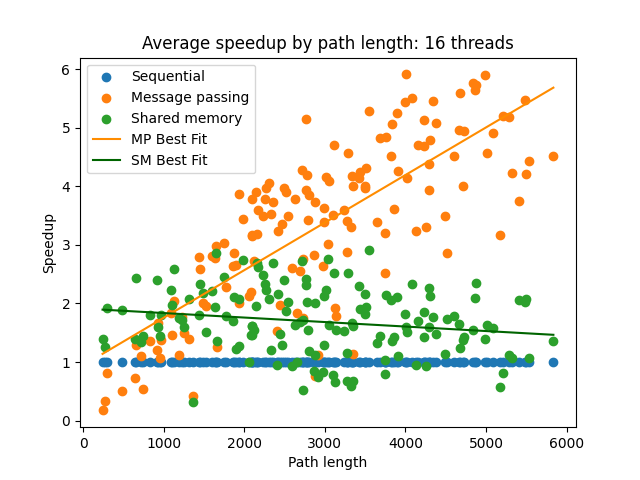 Average speedup by path length: 16 threads
Sequential
Message passing
Shared memory
MP Best Fit
SM Best Fit
Speedup
6
5
4
3
2
1
0
0 1000 2000 3000 4000 5000 6000
Path length